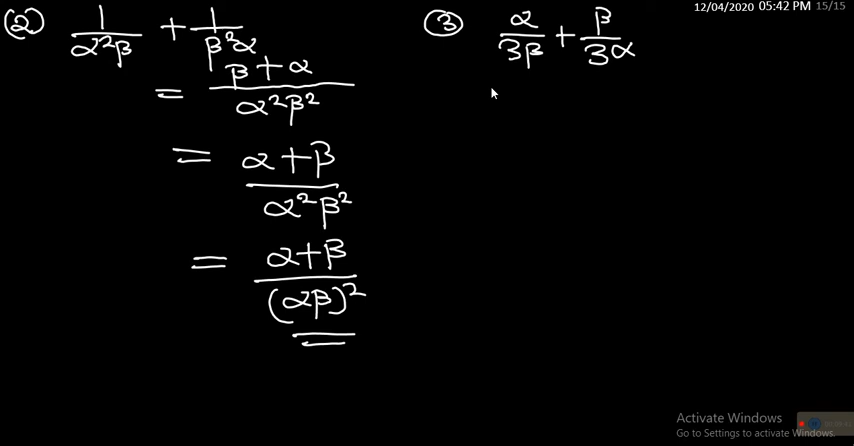 12/04/2020 05:42 PM 15/15
(2) 1/α²β + 1/β²α
= β + α / α²β²
= α + β / α²β²
= α + β / (αβ)²
(3) α/3β + β/3α
Activate Windows
Go to Settings to activate Windows.